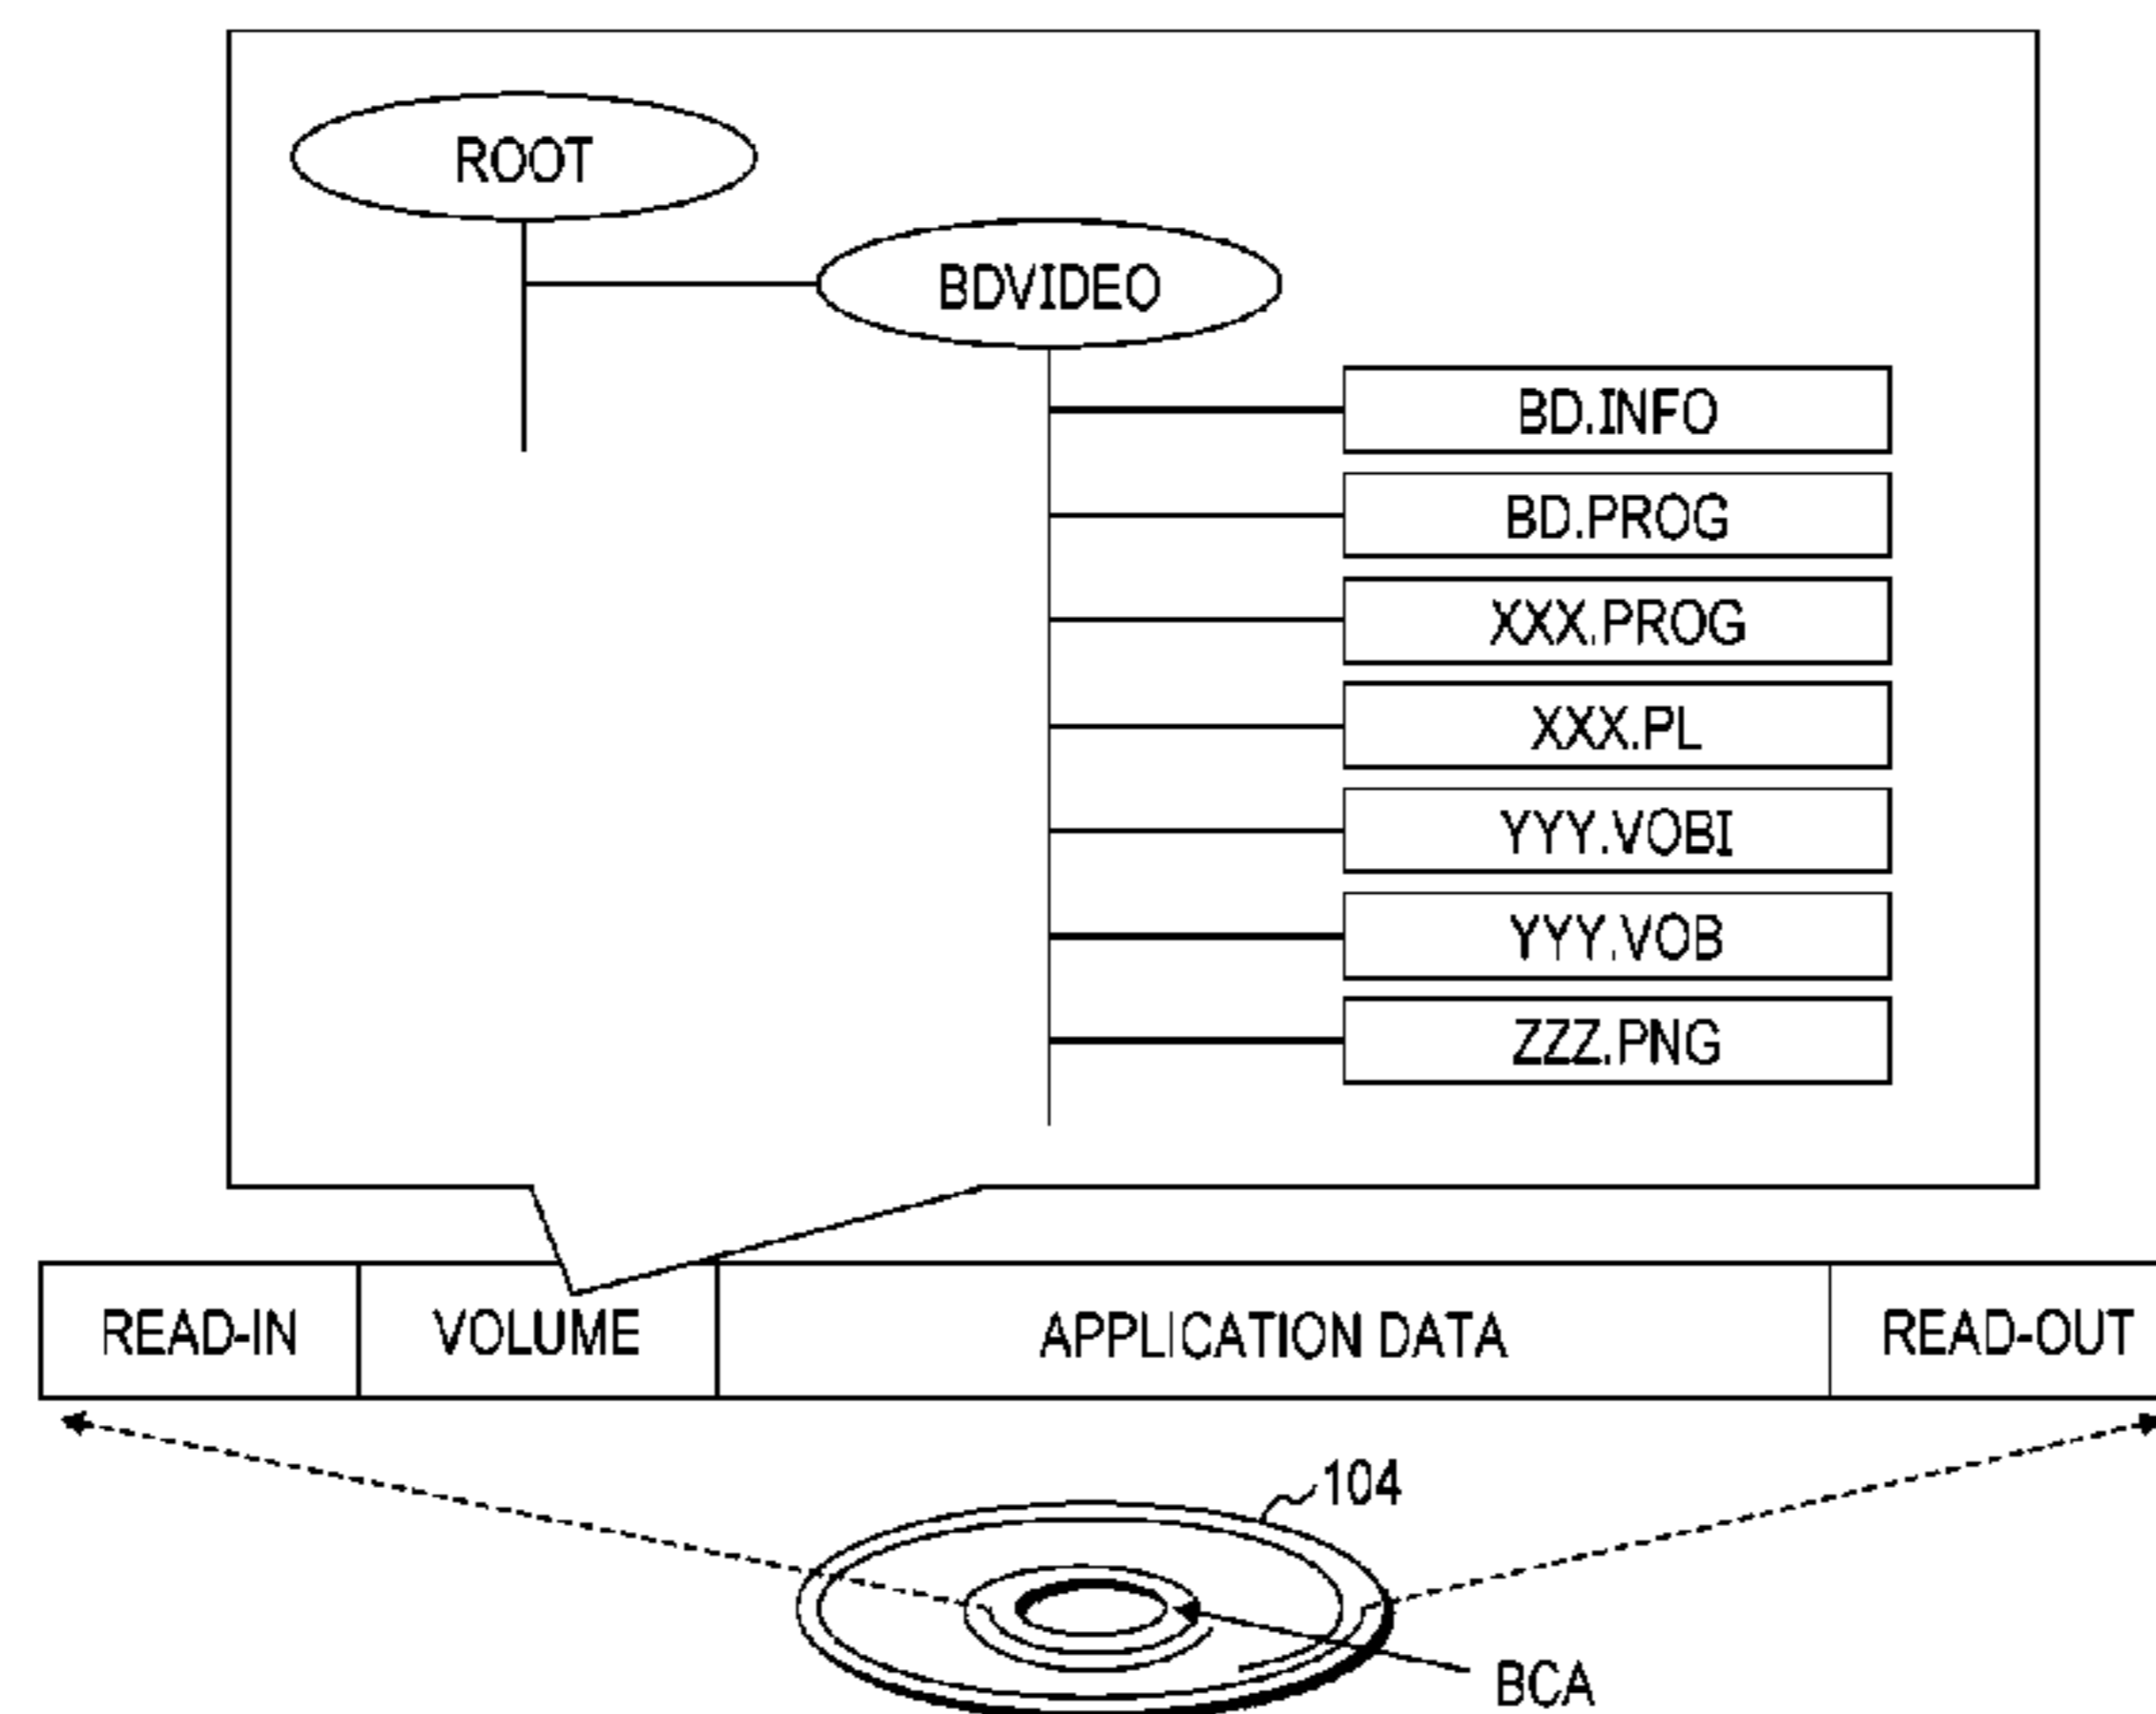 ROOT
BDVIDEO
BD.INFO
BD.PROG
XXX.PROG
XXX.PL
YYY.VOBI
YYY.VOB
ZZZ.PNG
READ-IN VOLUME APPLICATION DATA READ-OUT
104
BCA